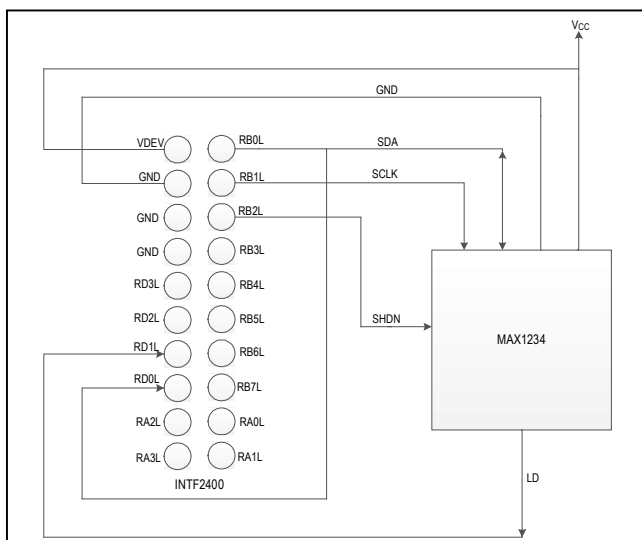 VCC
GND
VDEV
RB0L
SDA
GND
RB1L
SCLK
GND
RB2L
GND
RB3L
RD3L
RB4L
RD2L
RB5L
SHDN
MAX1234
RD1L
RB6L
RD0L
RB7L
RA2L
RA0L
RA3L
RA1L
LD
INTF2400